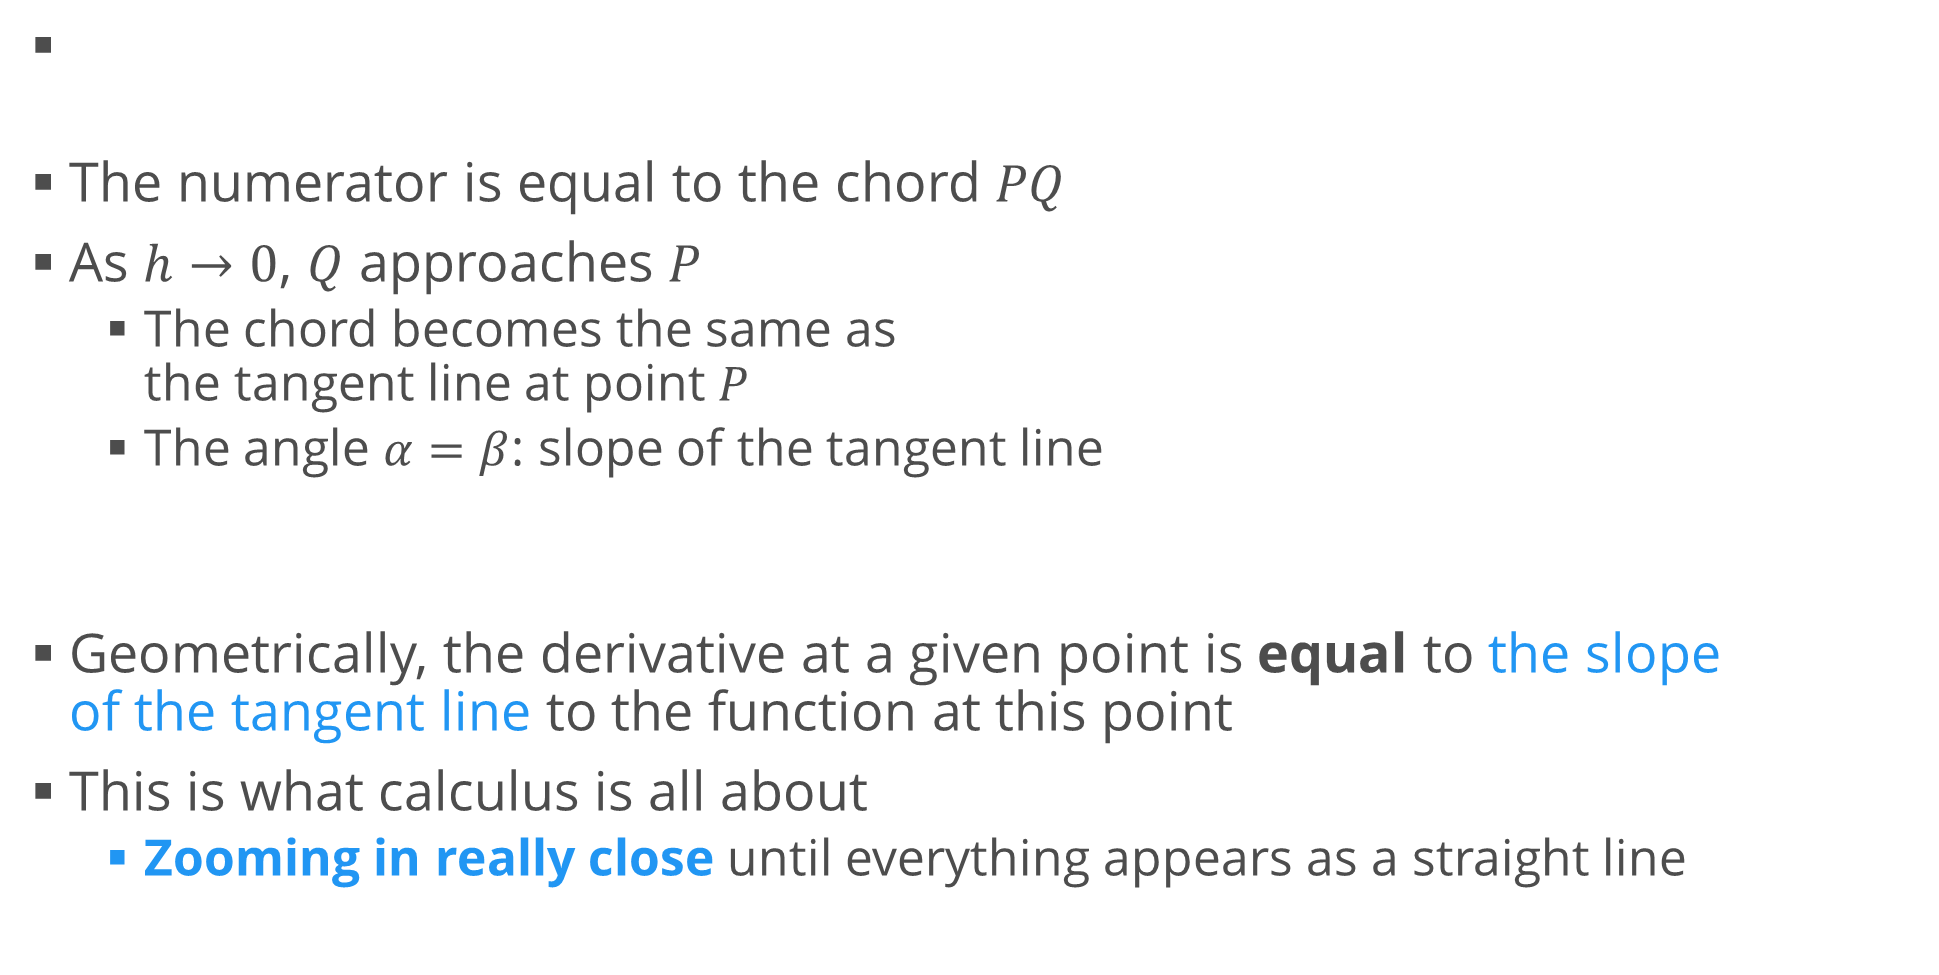 The numerator is equal to the chord 𝑃𝑄
As ℎ → 0, 𝑄 approaches 𝑃
The chord becomes the same as
the tangent line at point 𝑃
The angle 𝛼 = 𝛽: slope of the tangent line
Geometrically, the derivative at a given point is equal to the slope
of the tangent line to the function at this point
This is what calculus is all about
Zooming in really close until everything appears as a straight line